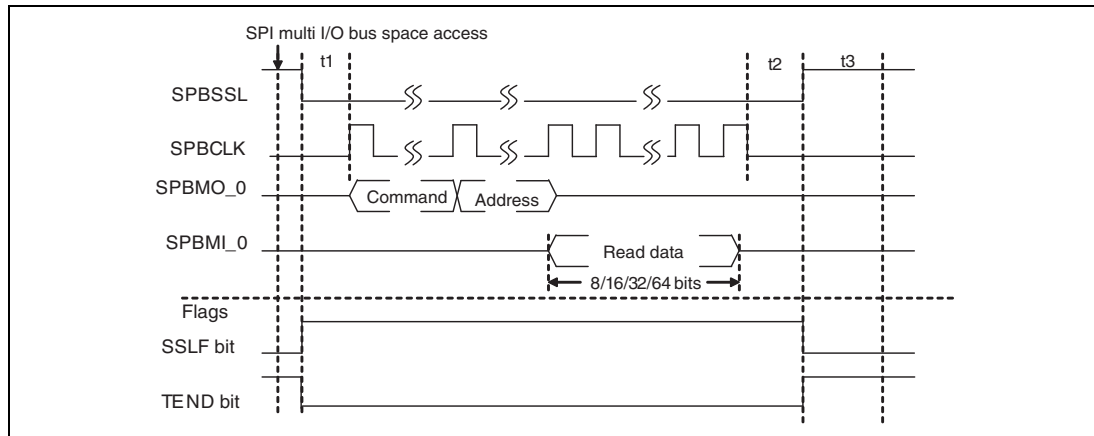 SPI multi I/O bus space access
t1
t2
t3
SPBSSL
SPBCLK
SPBMO_0
Command
Address
SPBMI_0
Read data
8/16/32/64 bits
Flags
SSLF bit
TEND bit